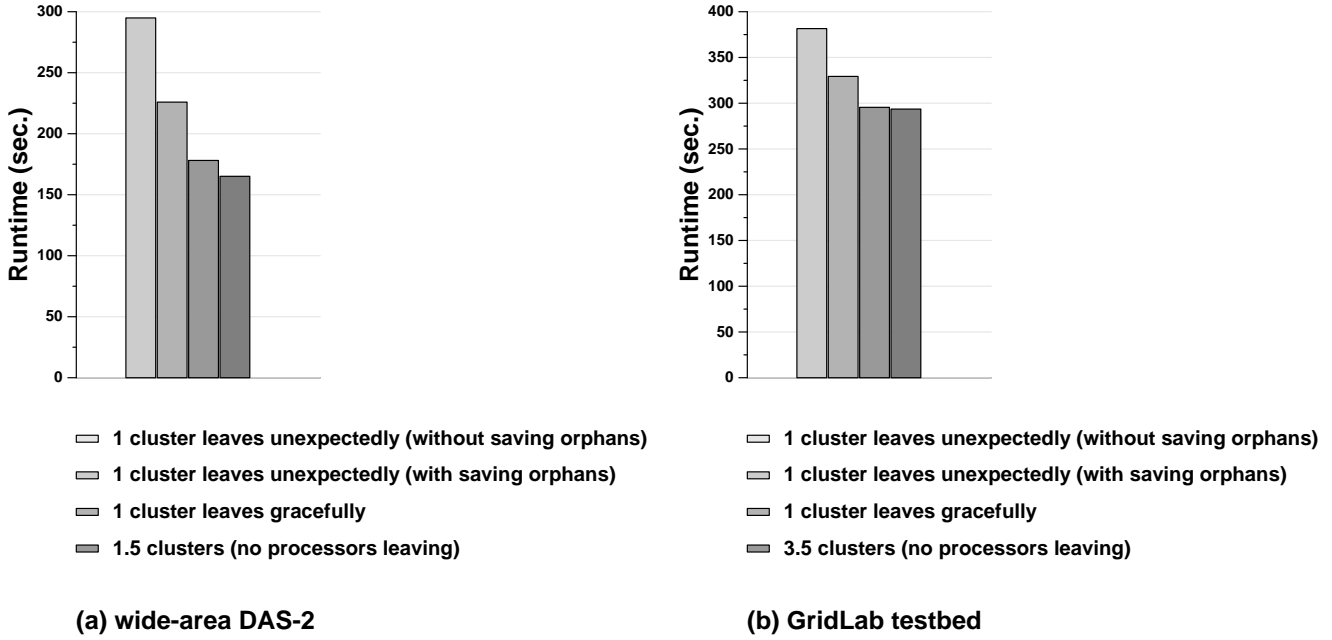 300
250
200
150
100
50
0
Runtime (sec.)
1 cluster leaves unexpectedly (without saving orphans)
1 cluster leaves unexpectedly (with saving orphans)
1 cluster leaves gracefully
1.5 clusters (no processors leaving)
(a) wide-area DAS-2
400
350
300
250
200
150
100
50
0
Runtime (sec.)
1 cluster leaves unexpectedly (without saving orphans)
1 cluster leaves unexpectedly (with saving orphans)
1 cluster leaves gracefully
3.5 clusters (no processors leaving)
(b) GridLab testbed